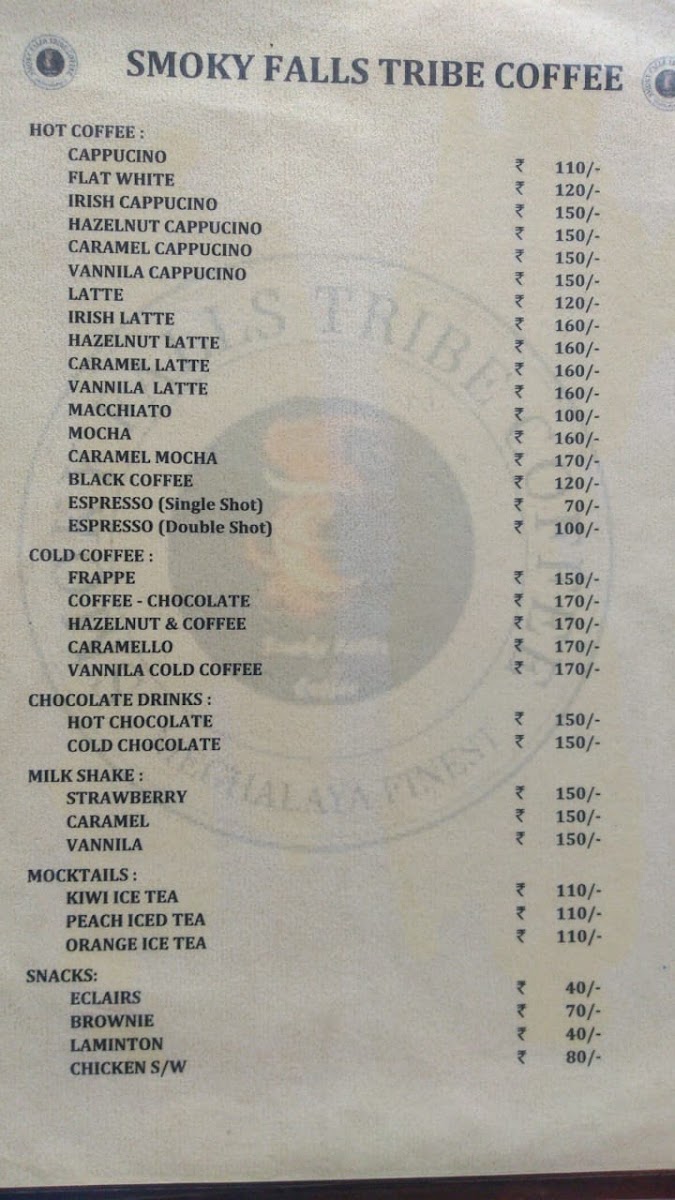 SMOKY FALLS TRIBE COFFEE
HOT COFFEE :
CAPPUCINO ₹ 110/-
FLAT WHITE ₹ 120/-
IRISH CAPPUCINO ₹ 150/-
HAZELNUT CAPPUCINO ₹ 150/-
CARAMEL CAPPUCINO ₹ 150/-
VANNILA CAPPUCINO ₹ 150/-
LATTE ₹ 120/-
IRISH LATTE ₹ 160/-
HAZELNUT LATTE ₹ 160/-
CARAMEL LATTE ₹ 160/-
VANNILA LATTE ₹ 160/-
MACCHIATO ₹ 100/-
MOCHA ₹ 160/-
CARAMEL MOCHA ₹ 170/-
BLACK COFFEE ₹ 120/-
ESPRESSO (Single Shot) ₹ 70/-
ESPRESSO (Double Shot) ₹ 100/-
COLD COFFEE :
FRAPPE ₹ 150/-
COFFEE - CHOCOLATE ₹ 170/-
HAZELNUT & COFFEE ₹ 170/-
CARAMELLO ₹ 170/-
VANNILA COLD COFFEE ₹ 170/-
CHOCOLATE DRINKS :
HOT CHOCOLATE ₹ 150/-
COLD CHOCOLATE ₹ 150/-
MILK SHAKE :
STRAWBERRY ₹ 150/-
CARAMEL ₹ 150/-
VANNILA ₹ 150/-
MOCKTAILS :
KIWI ICE TEA ₹ 110/-
PEACH ICED TEA ₹ 110/-
ORANGE ICE TEA ₹ 110/-
SNACKS:
ECLAIRS ₹ 40/-
BROWNIE ₹ 70/-
LAMINTON ₹ 40/-
CHICKEN S/W ₹ 80/-
TRIBE COFFEE
MEGHALAYA FINEST